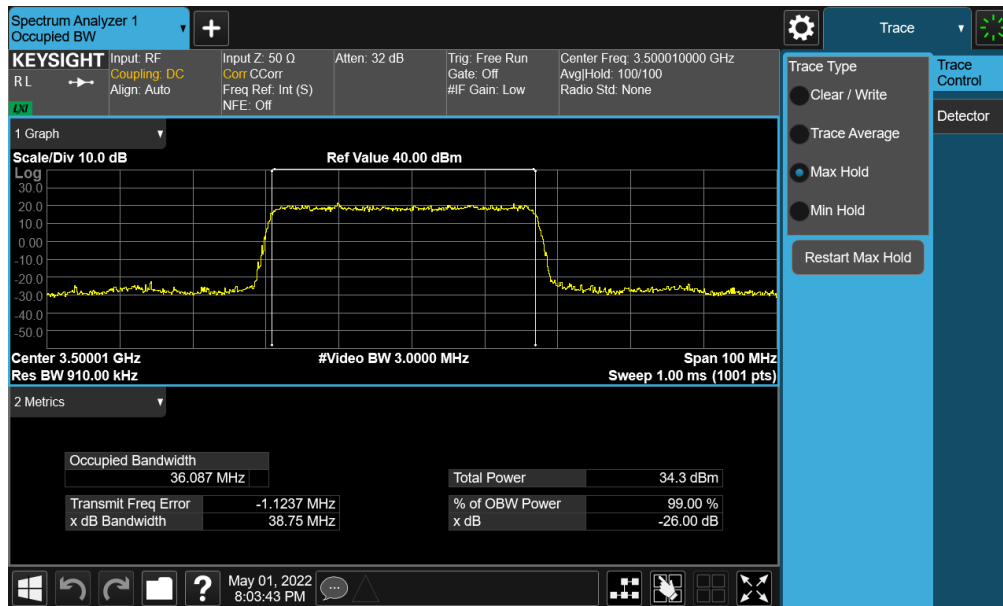 Spectrum Analyzer 1
Occupied BW
Trace
KEYSIGHT
R L
LXI
Input: RF
Coupling: DC
Align: Auto
Input Z: 50 Ω
Corr CCorr
Freq Ref: Int (S)
NFE: Off
Atten: 32 dB
Trig: Free Run
Gate: Off
#IF Gain: Low
Center Freq: 3.500010000 GHz
Avg|Hold: 100/100
Radio Std: None
Trace Type
Clear / Write
Trace Average
Max Hold
Min Hold
Restart Max Hold
Trace
Control
Detector
1 Graph
Scale/Div 10.0 dB
Ref Value 40.00 dBm
Log
30.0
20.0
10.0
0.00
-10.0
-20.0
-30.0
-40.0
-50.0
Center 3.50001 GHz
#Video BW 3.0000 MHz
Span 100 MHz
Res BW 910.00 kHz
Sweep 1.00 ms (1001 pts)
2 Metrics
Occupied Bandwidth
36.087 MHz
Total Power 34.3 dBm
Transmit Freq Error -1.1237 MHz
% of OBW Power 99.00 %
x dB Bandwidth 38.75 MHz
x dB -26.00 dB
?
May 01, 2022
8:03:43 PM